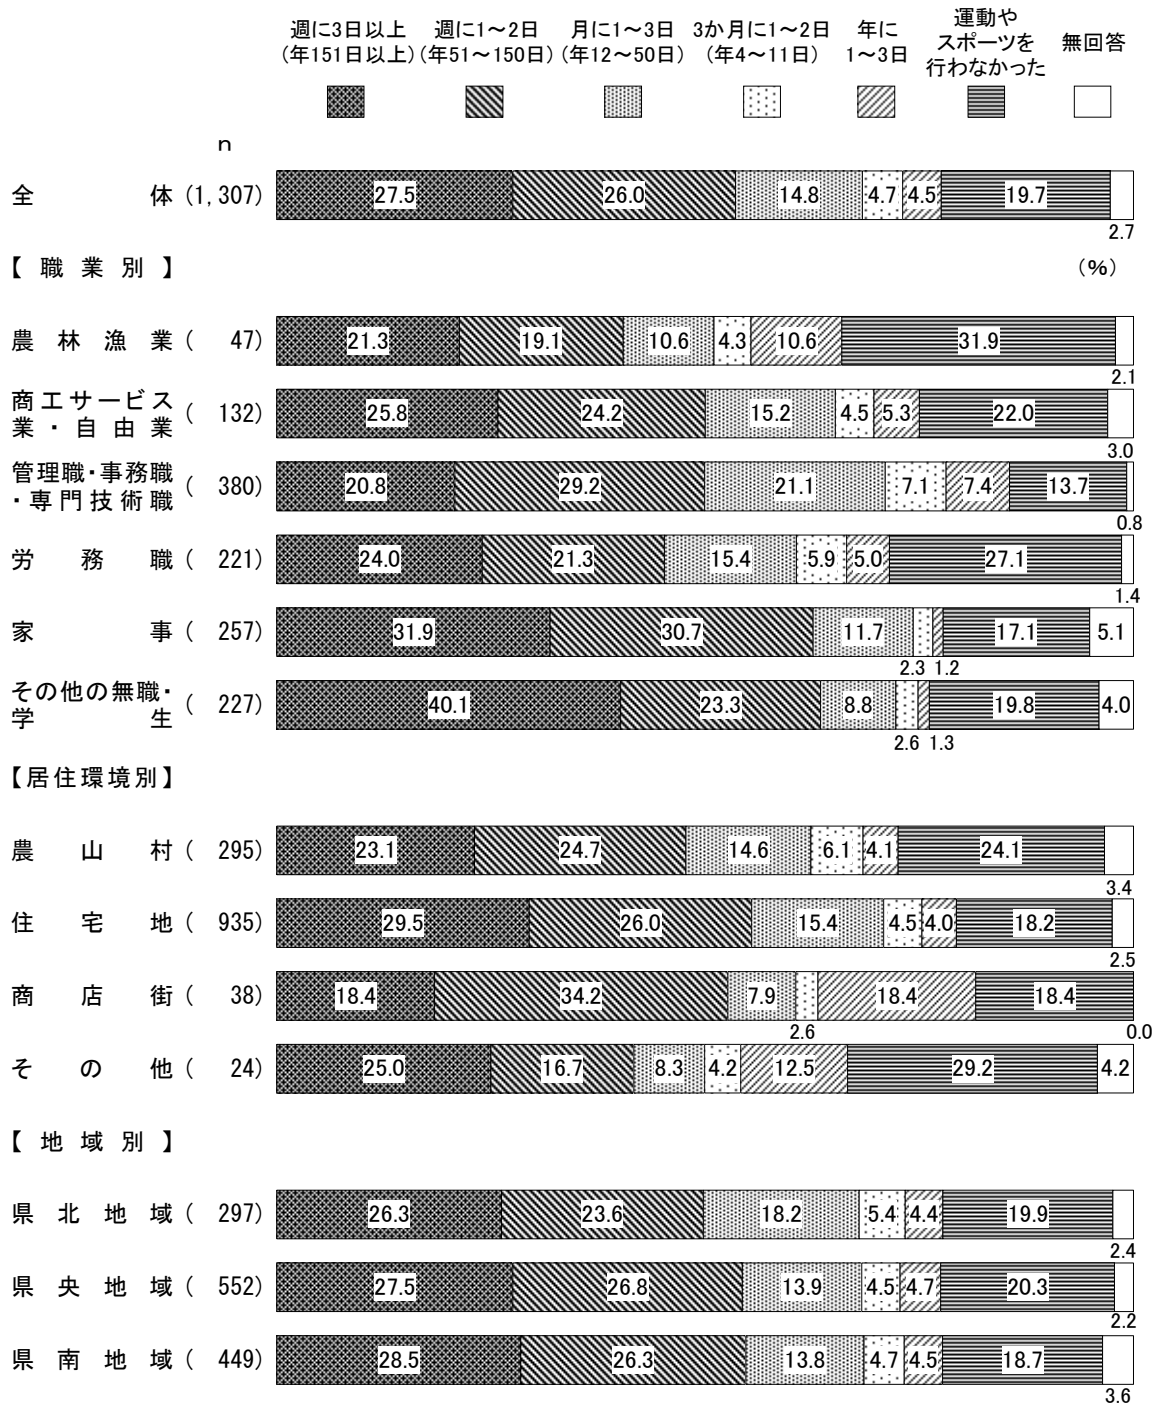 週に3日以上 週に1～2日 月に1～3日 3か月に1～2日 年に 運動や 無回答
(年151日以上) (年51～150日) (年12～50日) (年4～11日) 1～3日 スポーツを
行わなかった
n
全体 (1,307) 27.5 26.0 14.8 4.7 4.5 19.7
2.7
【職業別】 (%)
農林漁業 ( 47) 21.3 19.1 10.6 4.3 10.6 31.9
2.1
商工サービス
業・自由業 ( 132) 25.8 24.2 15.2 4.5 5.3 22.0
3.0
管理職・事務職
・専門技術職 ( 380) 20.8 29.2 21.1 7.1 7.4 13.7
0.8
労務職 ( 221) 24.0 21.3 15.4 5.9 5.0 27.1
1.4
家事 ( 257) 31.9 30.7 11.7 17.1 5.1
2.3 1.2
その他の無職・
学生 ( 227) 40.1 23.3 8.8 19.8 4.0
2.6 1.3
【居住環境別】
農山村 ( 295) 23.1 24.7 14.6 6.1 4.1 24.1
3.4
住宅地 ( 935) 29.5 26.0 15.4 4.5 4.0 18.2
2.5
商店街 ( 38) 18.4 34.2 7.9 18.4 18.4
2.6 0.0
その他 ( 24) 25.0 16.7 8.3 4.2 12.5 29.2 4.2
【地域別】
県北地域 ( 297) 26.3 23.6 18.2 5.4 4.4 19.9
2.4
県央地域 ( 552) 27.5 26.8 13.9 4.5 4.7 20.3
2.2
県南地域 ( 449) 28.5 26.3 13.8 4.7 4.5 18.7
3.6